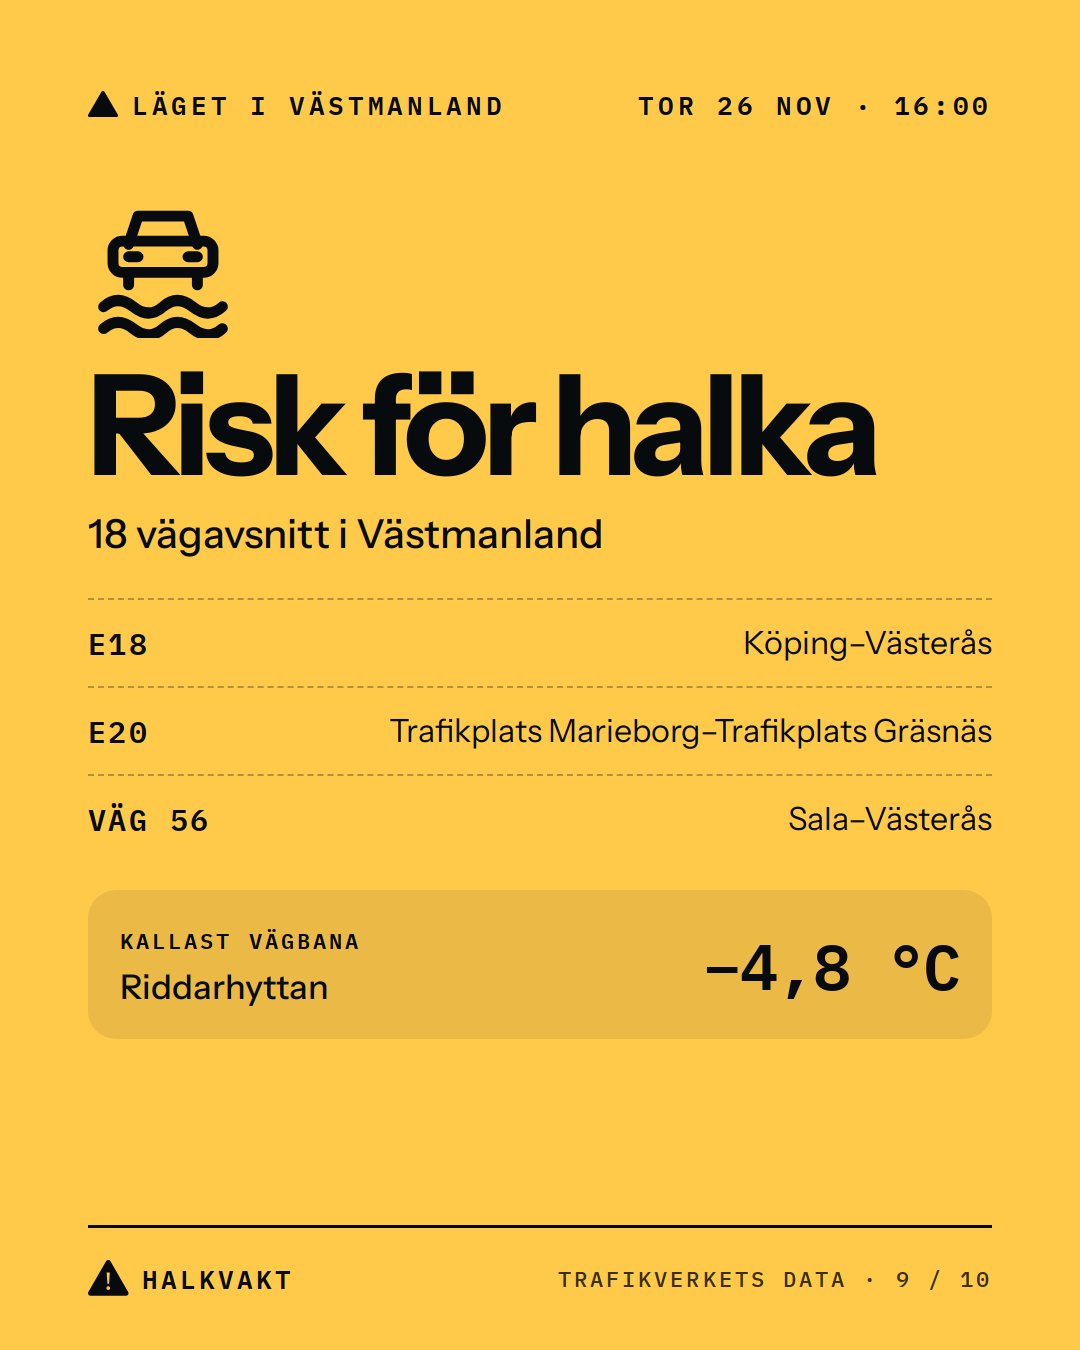 LÄGET I VÄSTMANLAND
TOR 26 NOV · 16:00
Risk för halka
18 vägavsnitt i Västmanland
E18 Köping–Västerås
E20 Trafikplats Marieborg–Trafikplats Gräsnäs
VÄG 56 Sala–Västerås
KALLAST VÄGBANA
Riddarhyttan
−4,8 °C
HALKVAKT
TRAFIKVERKETS DATA · 9 / 10